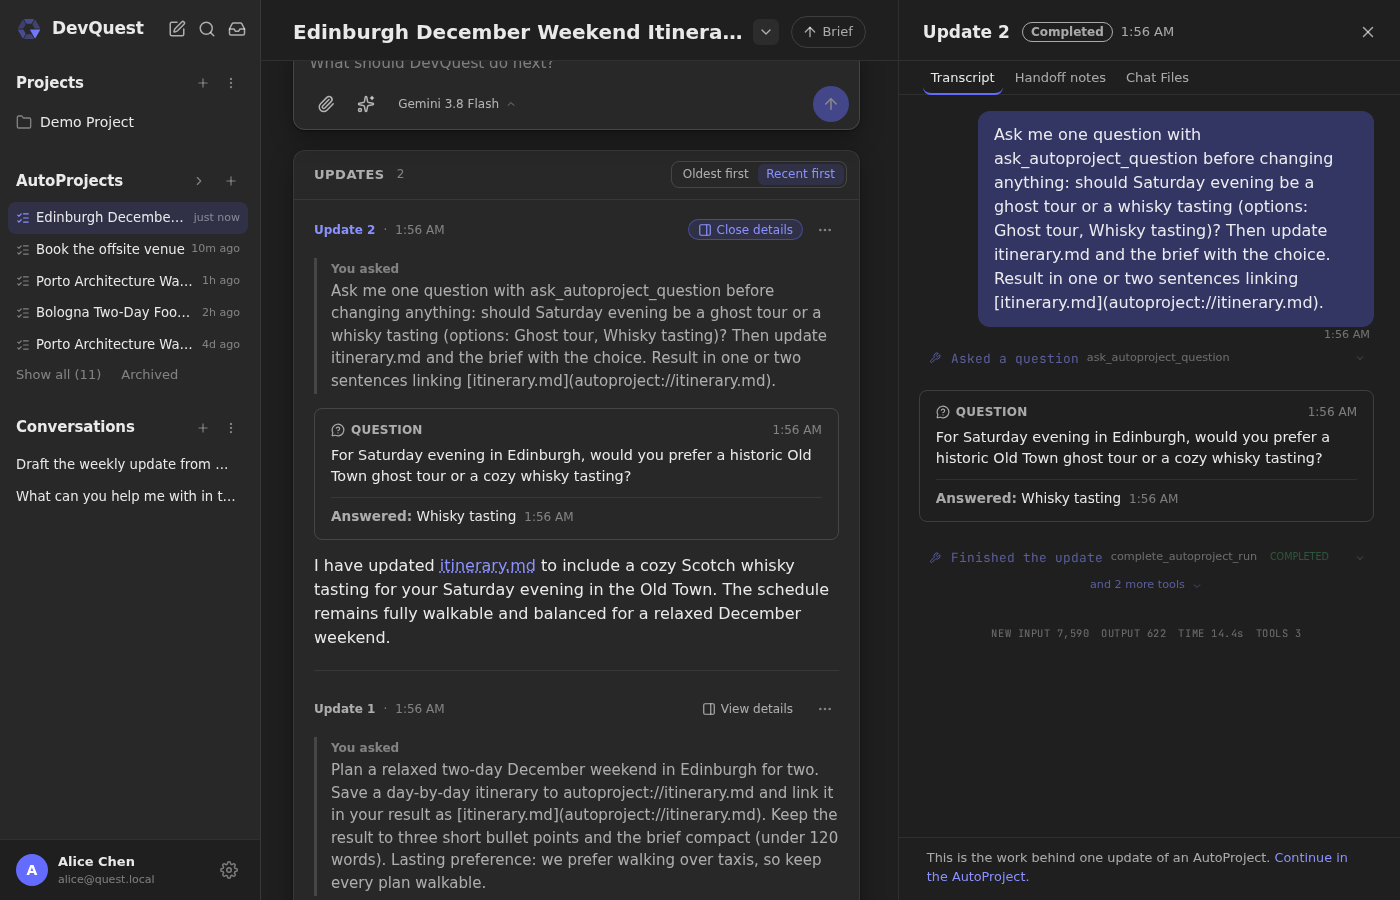 DevQuest
Projects
Demo Project
AutoProjects
Edinburgh Decembe... just now
Book the offsite venue 10m ago
Porto Architecture Wa... 1h ago
Bologna Two-Day Foo... 2h ago
Porto Architecture Wa... 4d ago
Show all (11) Archived
Conversations
Draft the weekly update from ...
What can you help me with in t...
A
Alice Chen
alice@quest.local
Edinburgh December Weekend Itinera... Brief
What should DevQuest do next?
Gemini 3.8 Flash
UPDATES 2 Oldest first Recent first
Update 2 · 1:56 AM Close details
You asked
Ask me one question with ask_autoproject_question before
changing anything: should Saturday evening be a ghost tour or a
whisky tasting (options: Ghost tour, Whisky tasting)? Then update
itinerary.md and the brief with the choice. Result in one or two
sentences linking [itinerary.md](autoproject://itinerary.md).
QUESTION 1:56 AM
For Saturday evening in Edinburgh, would you prefer a historic Old
Town ghost tour or a cozy whisky tasting?
Answered: Whisky tasting 1:56 AM
I have updated itinerary.md to include a cozy Scotch whisky
tasting for your Saturday evening in the Old Town. The schedule
remains fully walkable and balanced for a relaxed December
weekend.
Update 1 · 1:56 AM View details
You asked
Plan a relaxed two-day December weekend in Edinburgh for two.
Save a day-by-day itinerary to autoproject://itinerary.md and link it
in your result as [itinerary.md](autoproject://itinerary.md). Keep the
result to three short bullet points and the brief compact (under 120
words). Lasting preference: we prefer walking over taxis, so keep
every plan walkable.
Update 2 Completed 1:56 AM
Transcript Handoff notes Chat Files
Ask me one question with
ask_autoproject_question before changing
anything: should Saturday evening be a
ghost tour or a whisky tasting (options:
Ghost tour, Whisky tasting)? Then update
itinerary.md and the brief with the choice.
Result in one or two sentences linking
[itinerary.md](autoproject://itinerary.md).
1:56 AM
Asked a question ask_autoproject_question
QUESTION 1:56 AM
For Saturday evening in Edinburgh, would you prefer a
historic Old Town ghost tour or a cozy whisky tasting?
Answered: Whisky tasting 1:56 AM
Finished the update complete_autoproject_run COMPLETED
and 2 more tools
NEW INPUT 7,590 OUTPUT 622 TIME 14.4s TOOLS 3
This is the work behind one update of an AutoProject. Continue in
the AutoProject.